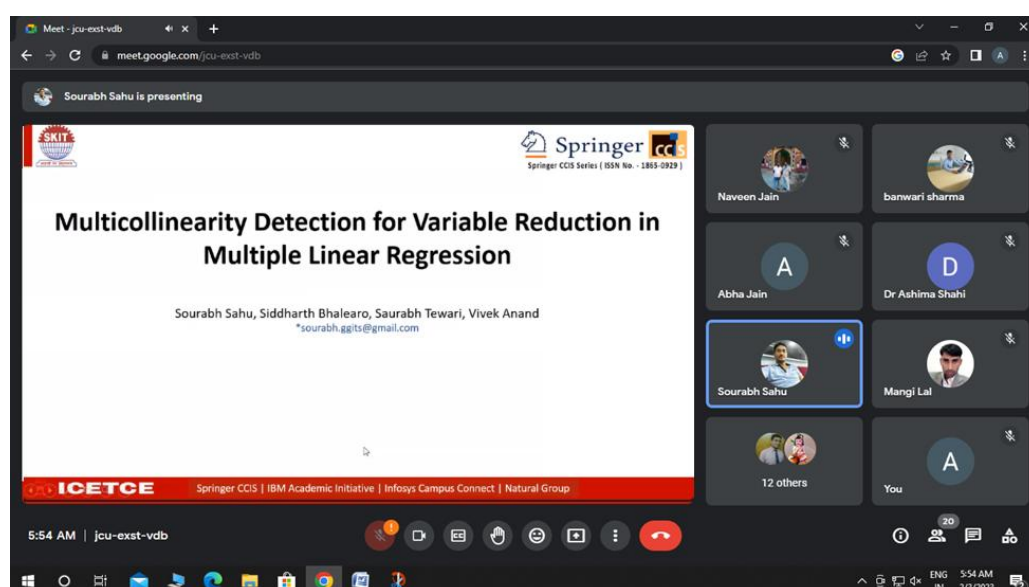 Meet - jcu-exst-vdb
meet.google.com/jcu-exst-vdb
A
Sourabh Sahu is presenting
SKIT
Springer CCIS
Springer CCIS Series ( ISSN No. - 1865-0929 )
Multicollinearity Detection for Variable Reduction in
Multiple Linear Regression
Sourabh Sahu, Siddharth Bhalearo, Saurabh Tewari, Vivek Anand
*sourabh.ggits@gmail.com
ICETCE
Springer CCIS | IBM Academic Initiative | Infosys Campus Connect | Natural Group
Naveen Jain
banwari sharma
A
Abha Jain
D
Dr Ashima Shahi
Sourabh Sahu
Mangi Lal
12 others
A
You
5:54 AM | jcu-exst-vdb
CC
20
ENG
5:54 AM
IN